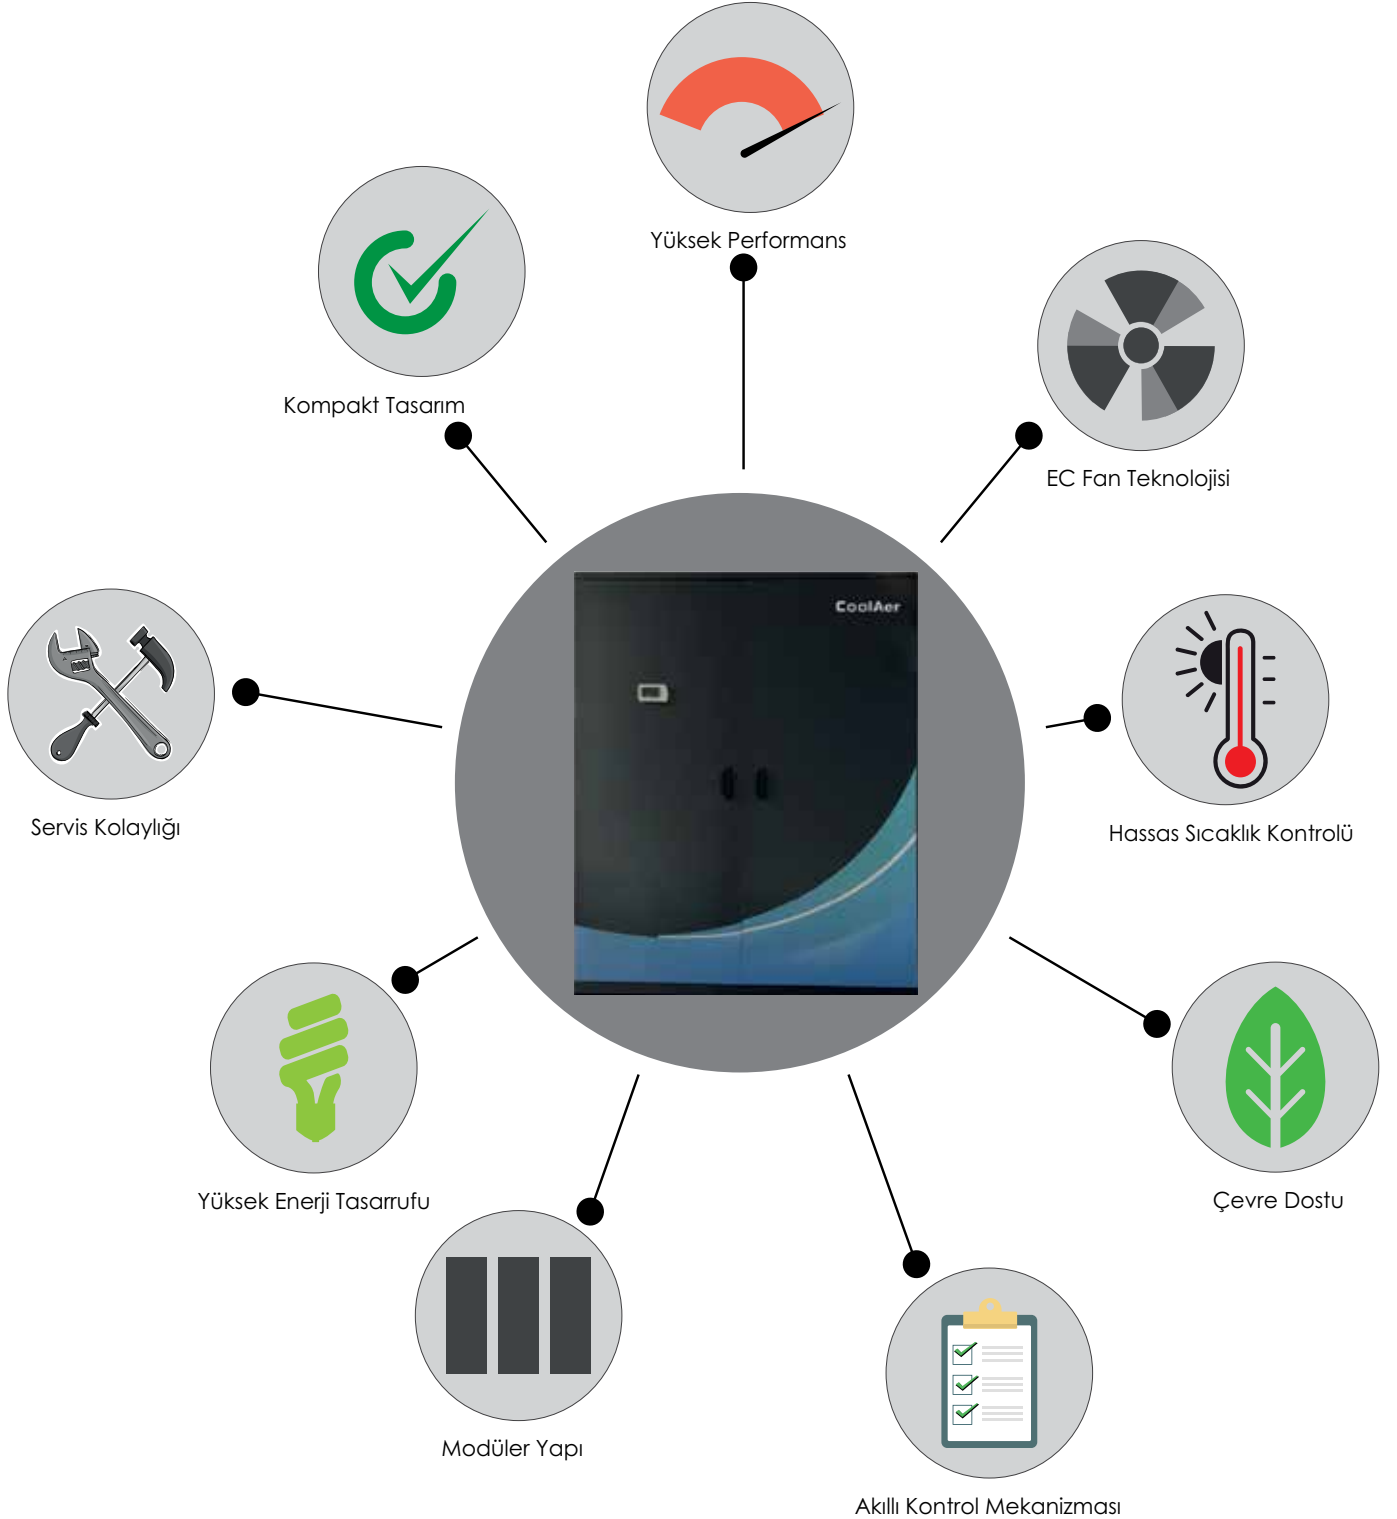 Yüksek Performans
Kompakt Tasarım
EC Fan Teknolojisi
CoolAer
Servis Kolaylığı
Hassas Sıcaklık Kontrolü
Yüksek Enerji Tasarrufu
Çevre Dostu
Modüler Yapı
Akıllı Kontrol Mekanizması